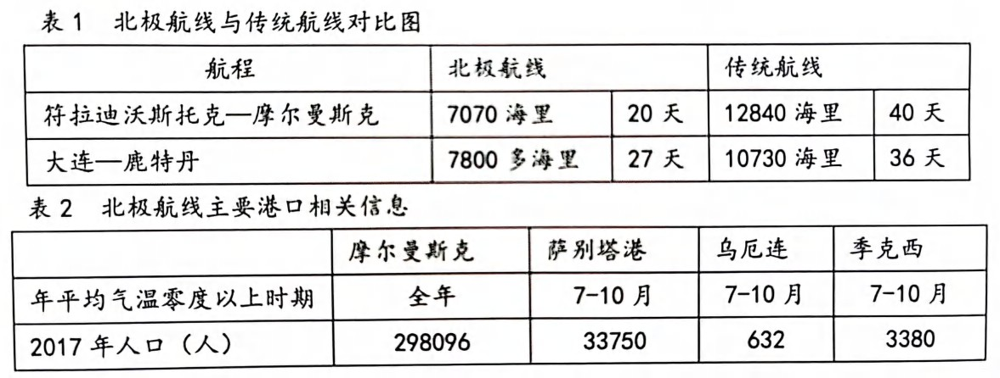 表 1 北极航线与传统航线对比图
航程 北极航线 传统航线
符拉迪沃斯托克—摩尔曼斯克 7070 海里 20 天 12840 海里 40 天
大连—鹿特丹 7800 多海里 27 天 10730 海里 36 天
表 2 北极航线主要港口相关信息
摩尔曼斯克 萨别塔港 乌厄连 季克西
年平均气温零度以上时期 全年 7-10 月 7-10 月 7-10 月
2017 年人口（人） 298096 33750 632 3380